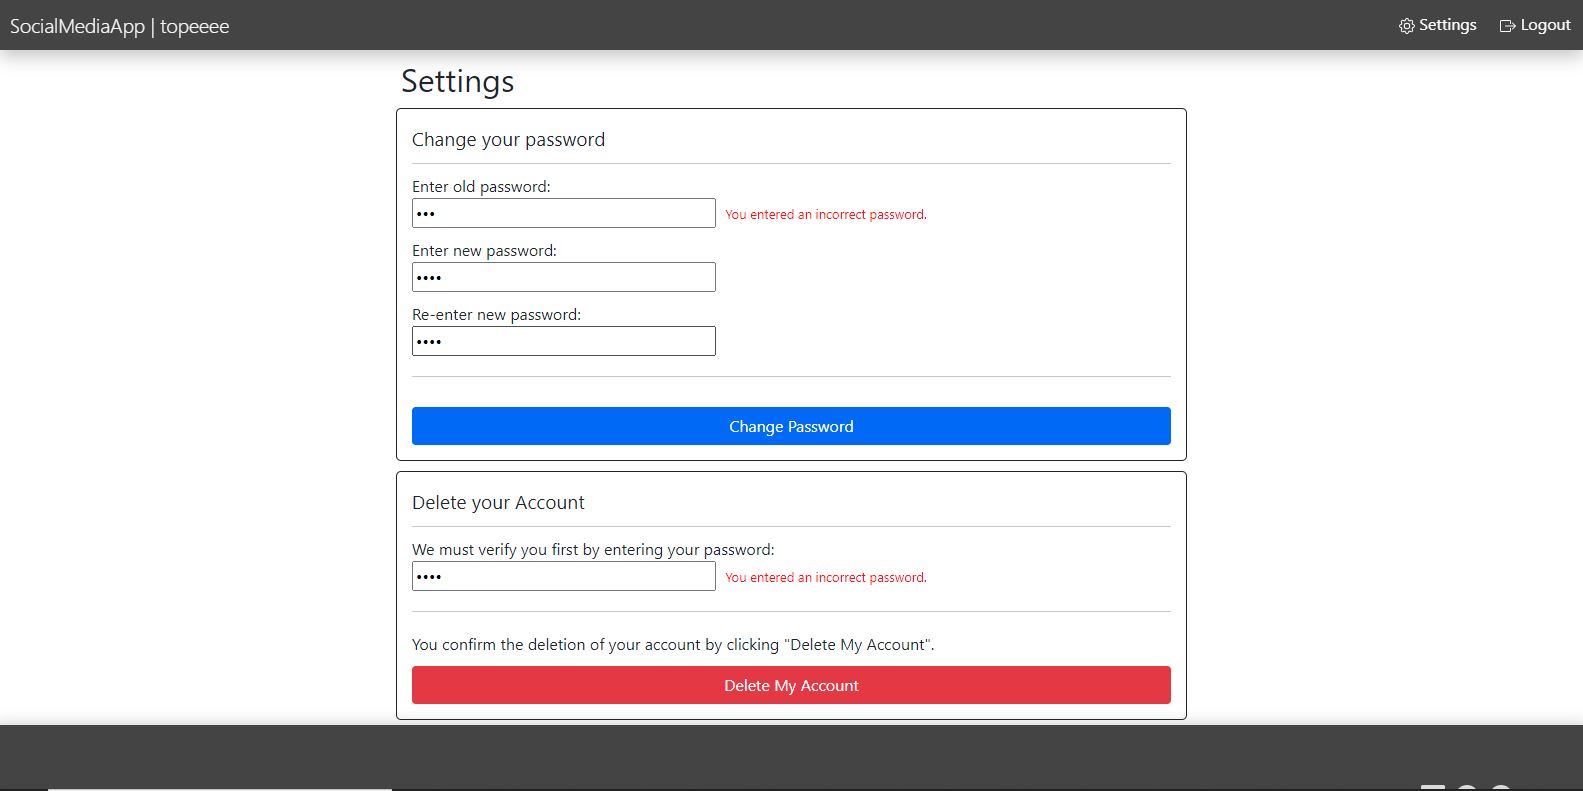 SocialMediaApp | topeeee
Settings
Logout
Settings
Change your password
Enter old password:
•••
You entered an incorrect password.
Enter new password:
••••
Re-enter new password:
••••
Change Password
Delete your Account
We must verify you first by entering your password:
••••
You entered an incorrect password.
You confirm the deletion of your account by clicking "Delete My Account".
Delete My Account